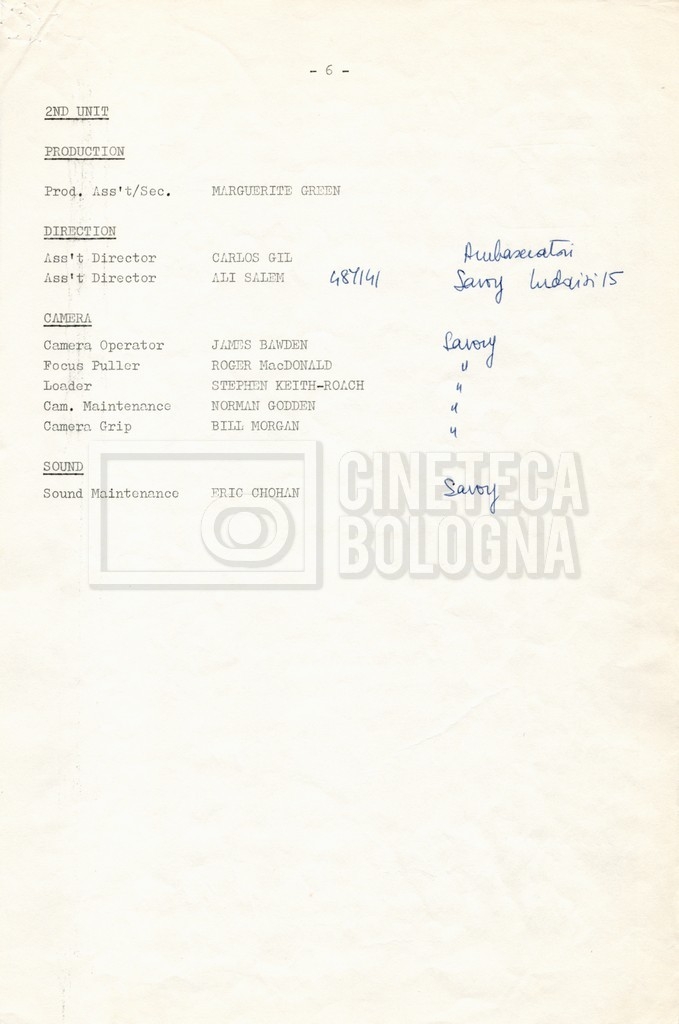 - 6 -
2ND UNIT
PRODUCTION
Prod. Ass't/Sec. MARGUERITE GREEN
DIRECTION
Ass't Director CARLOS GIL Ambasciatori
Ass't Director ALI SALEM 487141 Savoy Ludovisi 15
CAMERA
Camera Operator JAMES BAWDEN Savoy
Focus Puller ROGER MacDONALD "
Loader STEPHEN KEITH-ROACH "
Cam. Maintenance NORMAN GODDEN "
Camera Grip BILL MORGAN "
SOUND
Sound Maintenance ERIC CHOHAN Savoy
CINETECA
BOLOGNA